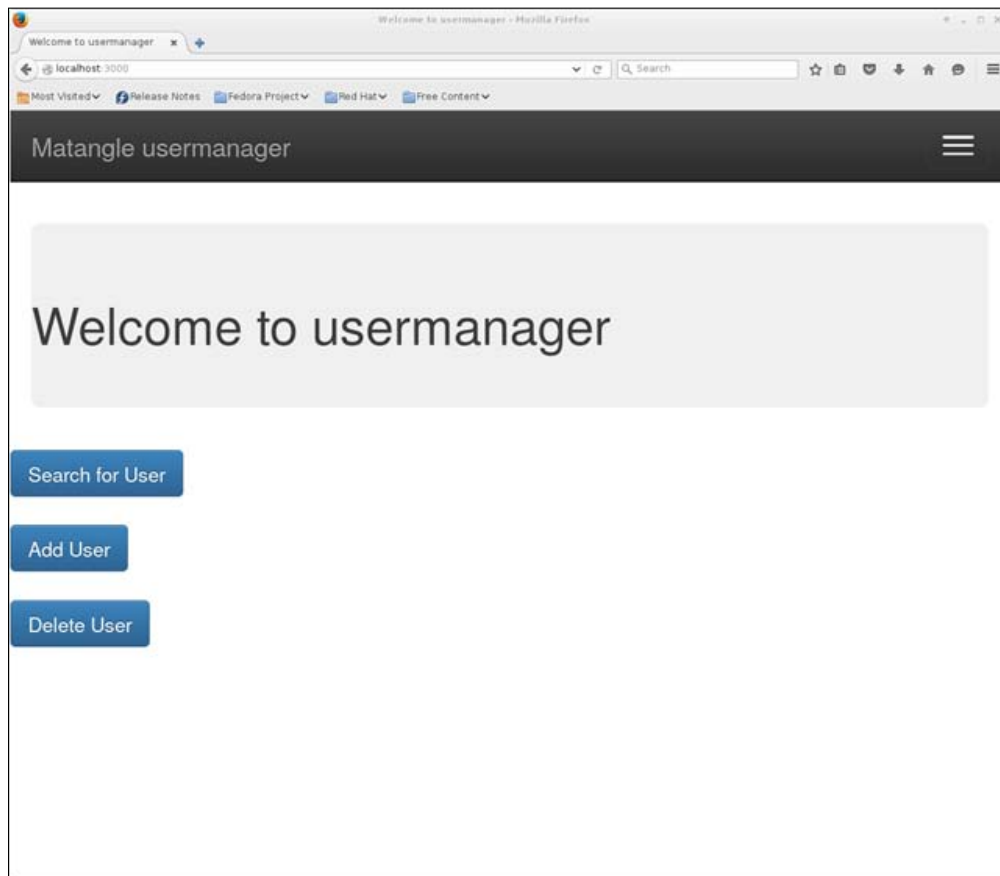 Welcome to usermanager - Mozilla Firefox
Welcome to usermanager
localhost:3000
Search
Most Visited
Release Notes
Fedora Project
Red Hat
Free Content
Matangle usermanager
Welcome to usermanager
Search for User
Add User
Delete User